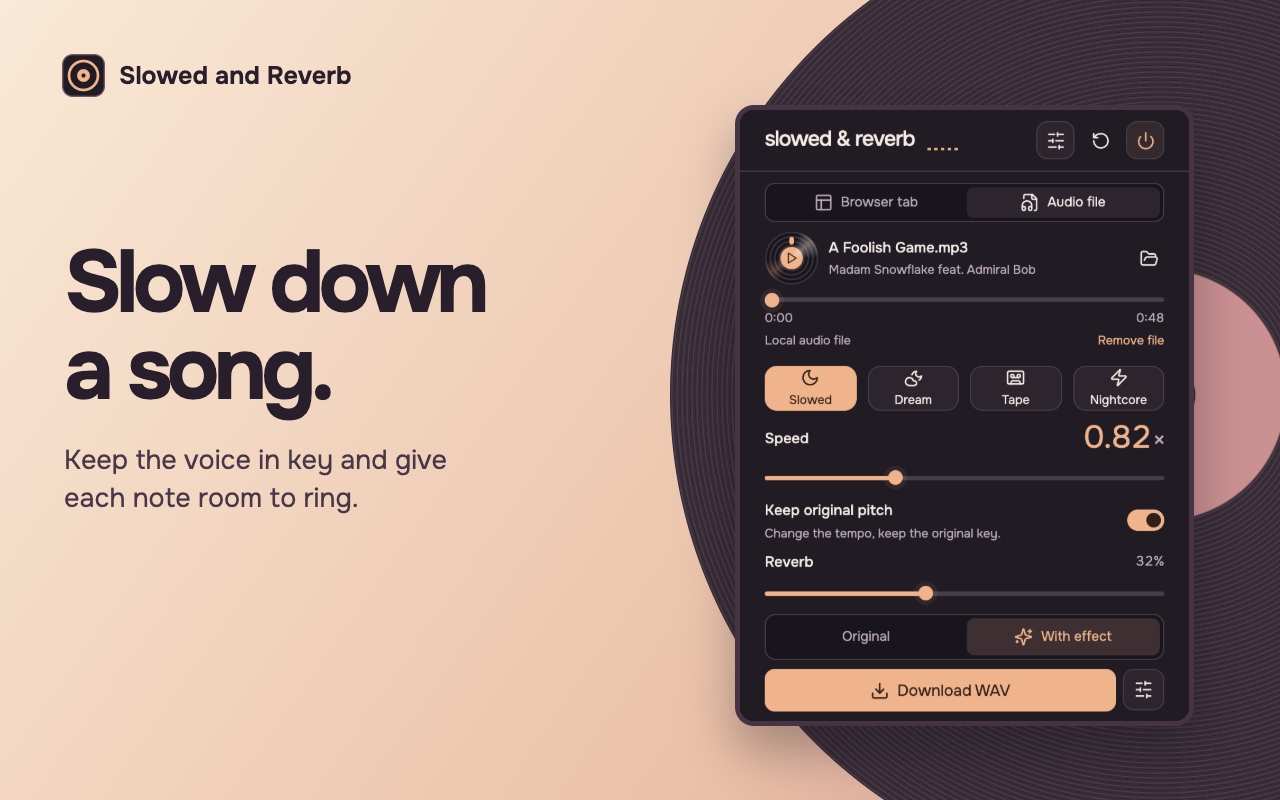 Slowed and Reverb
Slow down
a song.
Keep the voice in key and give
each note room to ring.
slowed & reverb
Browser tab
Audio file
A Foolish Game.mp3
Madam Snowflake feat. Admiral Bob
0:00
0:48
Local audio file
Remove file
Slowed
Dream
Tape
Nightcore
Speed
0.82×
Keep original pitch
Change the tempo, keep the original key.
Reverb
32%
Original
With effect
Download WAV